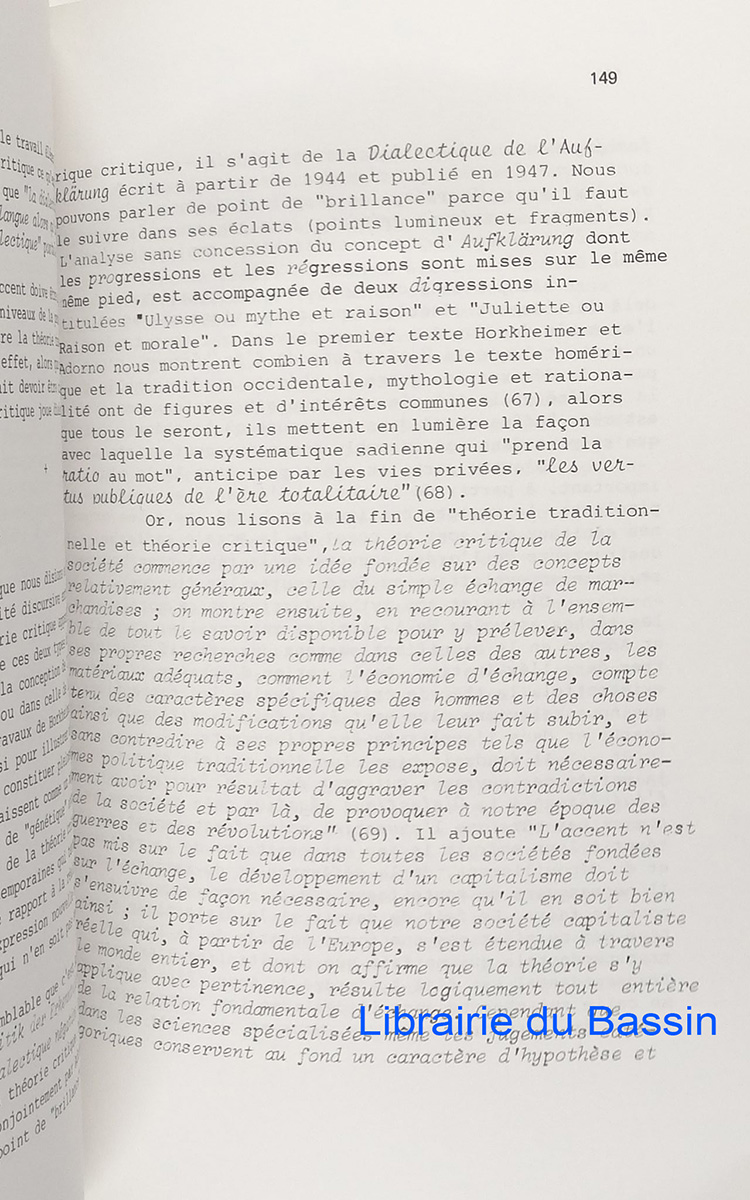 149
rique critique, il s'agit de la Dialectique de l'Auf-
klärung écrit à partir de 1944 et publié en 1947. Nous
pouvons parler de point de "brillance" parce qu'il faut
le suivre dans ses éclats (points lumineux et fragments).
L'analyse sans concession du concept d' Aufklärung dont
les progressions et les régressions sont mises sur le même
même pied, est accompagnée de deux digressions in-
titulées "Ulysse ou mythe et raison" et "Juliette ou
Raison et morale". Dans le premier texte Horkheimer et
Adorno nous montrent combien à travers le texte homéri-
que et la tradition occidentale, mythologie et rationa-
lité ont de figures et d'intérêts communes (67), alors
que tous le seront, ils mettent en lumière la façon
avec laquelle la systématique sadienne qui "prend la
ratio au mot", anticipe par les vies privées, "les ver-
tus publiques de l'ère totalitaire"(68).
Or, nous lisons à la fin de "théorie tradition-
nelle et théorie critique",La théorie critique de la
société commence par une idée fondée sur des concepts
relativement généraux, celle du simple échange de mar-
chandises ; on montre ensuite, en recourant à l'ensem-
ble de tout le savoir disponible pour y prélever, dans
ses propres recherches comme dans celles des autres, les
matériaux adéquats, comment l'économie d'échange, compte
tenu des caractères spécifiques des hommes et des choses
ainsi que des modifications qu'elle leur fait subir, et
sans contredire à ses propres principes tels que l'écono-
mes politique traditionnelle les expose, doit nécessaire-
ment avoir pour résultat d'aggraver les contradictions
de la société et par là, de provoquer à notre époque des
guerres et des révolutions" (69). Il ajoute "L'accent n'est
pas mis sur le fait que dans toutes les sociétés fondées
sur l'échange, le développement d'un capitalisme doit
s'ensuivre de façon nécessaire, encore qu'il en soit bien
ainsi ; il porte sur le fait que notre société capitaliste
réelle qui, à partir de l'Europe, s'est étendue à travers
le monde entier, et dont on affirme que la théorie s'y
applique avec pertinence, résulte logiquement tout entière
de la relation fondamentale d'échange. Cependant que
dans les sciences spécialisées même les jugements caté-
goriques conservent au fond un caractère d'hypothèse et
Librairie du Bassin